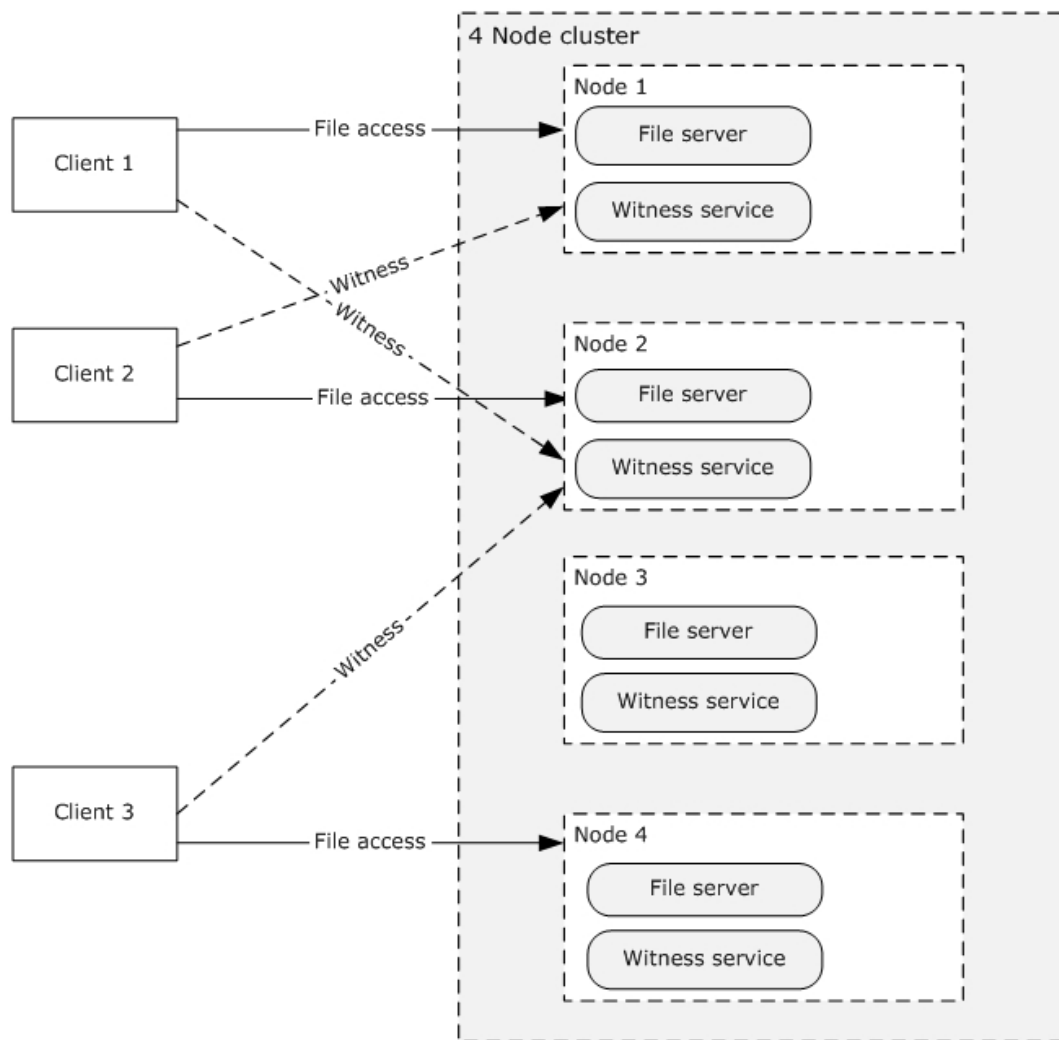 4 Node cluster
Node 1
File access
File server
Client 1
Witness service
Witness
Witness
Client 2
Node 2
File access
File server
Witness service
Node 3
File server
Witness
Witness service
Client 3
Node 4
File access
File server
Witness service